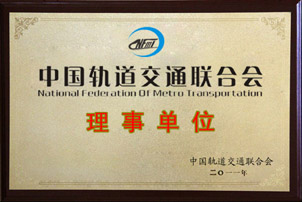 NFMT
中国轨道交通联合会
National Federation Of Metro Transportation
理事单位
中国轨道交通联合会
二〇一一年